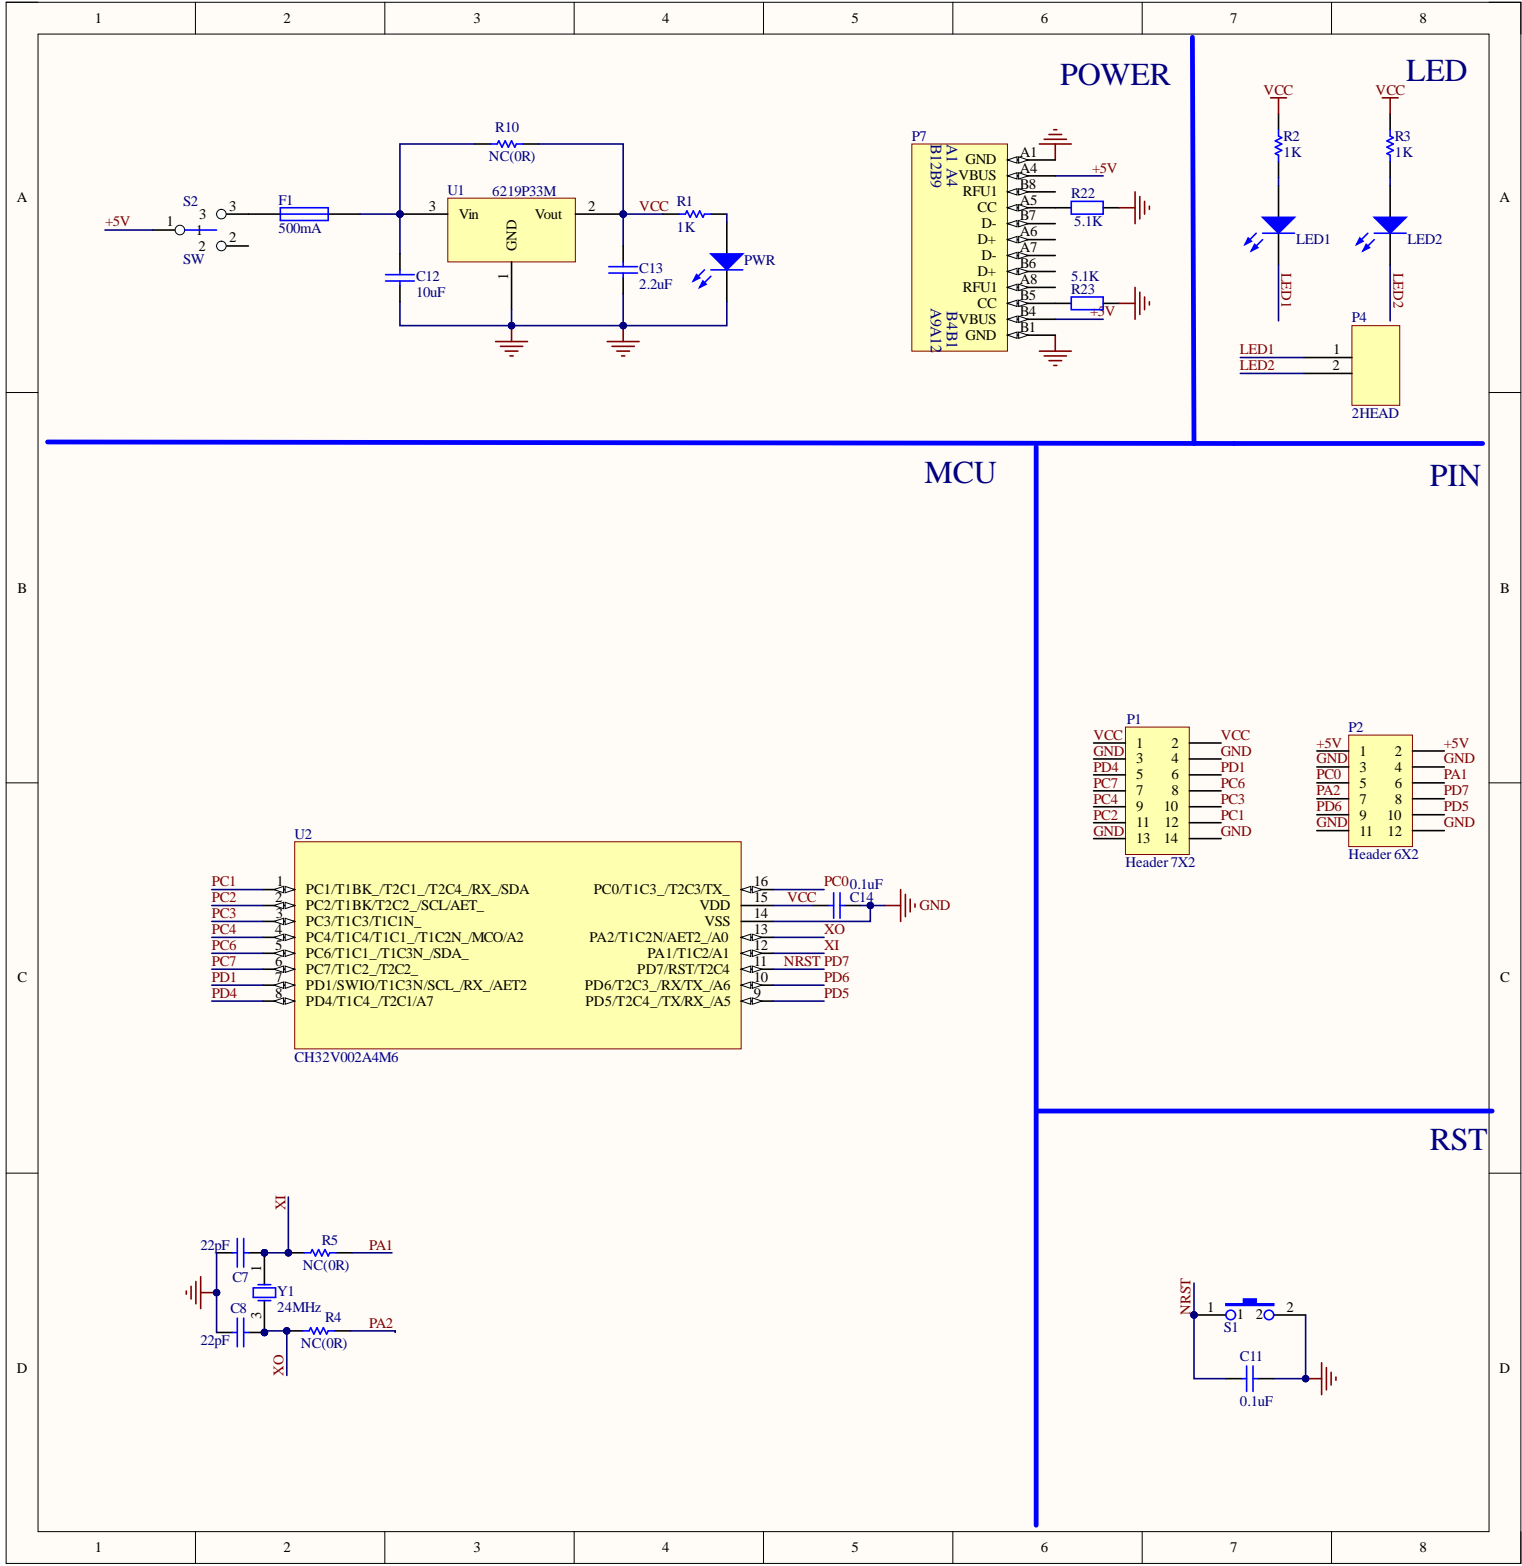 1 2 3 4 5 6 7 8
A
B
C
D
A
B
C
D
1 2 3 4 5 6 7 8
POWER
+5V
S2
1
3
1
2
3
2
SW
F1
500mA
R10
NC(0R)
U1
6219P33M
3
Vin
Vout
2
GND
1
C12
10uF
C13
2.2uF
VCC
R1
1K
PWR
P7
A1 A4
B12B9
B4B1
A9A12
GND A1
VBUS A4 +5V
RFU1 B8
CC A5
D- B7
D+ A6
D- A7
D+ B6
RFU1 A8
CC B5
VBUS B4 +5V
GND B1
R22
5.1K
5.1K
R23
LED
VCC
R2
1K
LED1
LED1
VCC
R3
1K
LED2
LED2
P4
LED1 1
LED2 2
2HEAD
MCU
U2
PC1 1 PC1/T1BK_/T2C1_/T2C4_/RX_/SDA
PC2 2 PC2/T1BK/T2C2_/SCL/AET_
PC3 3 PC3/T1C3/T1C1N_
PC4 4 PC4/T1C4/T1C1_/T1C2N_/MCO/A2
PC6 5 PC6/T1C1_/T1C3N_/SDA_
PC7 6 PC7/T1C2_/T2C2_
PD1 7 PD1/SWIO/T1C3N/SCL_/RX_/AET2
PD4 8 PD4/T1C4_/T2C1/A7
PC0/T1C3_/T2C3/TX_ 16 PC0
VDD 15 VCC
VSS 14
PA2/T1C2N/AET2_/A0 13 XO
PA1/T1C2/A1 12 XI
PD7/RST/T2C4 11 NRST PD7
PD6/T2C3_/RX/TX_/A6 10 PD6
PD5/T2C4_/TX/RX_/A5 9 PD5
0.1uF
C14
GND
CH32V002A4M6
XI
22pF
C7
R5
NC(0R)
PA1
1
Y1
24MHz
3
C8
22pF
R4
NC(0R)
PA2
XO
PIN
P1
VCC 1 2 VCC
GND 3 4 GND
PD4 5 6 PD1
PC7 7 8 PC6
PC4 9 10 PC3
PC2 11 12 PC1
GND 13 14 GND
Header 7X2
P2
+5V 1 2 +5V
GND 3 4 GND
PC0 5 6 PA1
PA2 7 8 PD7
PD6 9 10 PD5
GND 11 12 GND
Header 6X2
RST
NRST
1 1 2 2
S1
C11
0.1uF